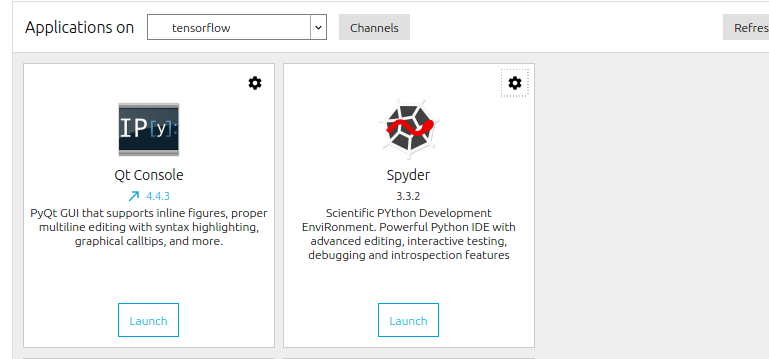 Applications on tensorflow Channels Refres
IP[y]:
Qt Console
4.4.3
PyQt GUI that supports inline figures, proper
multiline editing with syntax highlighting,
graphical calltips, and more.
Launch
Spyder
3.3.2
Scientific PYthon Development
EnviRonment. Powerful Python IDE with
advanced editing, interactive testing,
debugging and introspection features
Launch